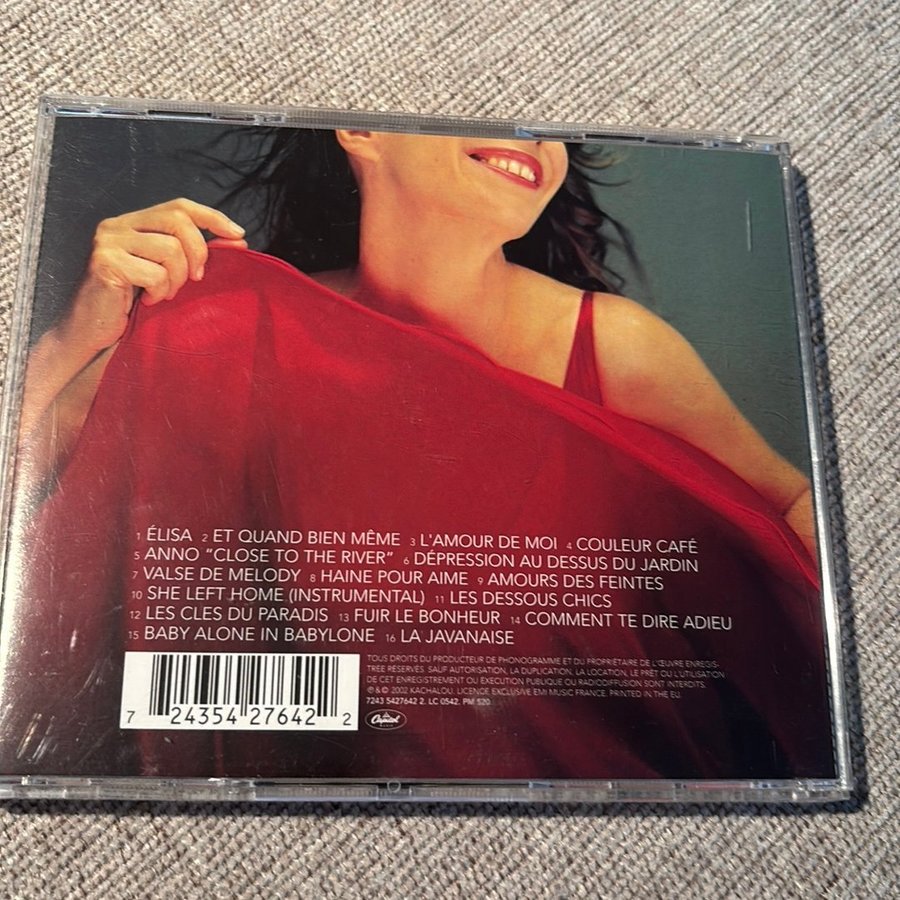 1 ÉLISA 2 ET QUAND BIEN MÊME 3 L'AMOUR DE MOI 4 COULEUR CAFÉ
5 ANNO "CLOSE TO THE RIVER" 6 DÉPRESSION AU DESSUS DU JARDIN
7 VALSE DE MELODY 8 HAINE POUR AIME 9 AMOURS DES FEINTES
10 SHE LEFT HOME (INSTRUMENTAL) 11 LES DESSOUS CHICS
12 LES CLES DU PARADIS 13 FUIR LE BONHEUR 14 COMMENT TE DIRE ADIEU
15 BABY ALONE IN BABYLONE 16 LA JAVANAISE
TOUS DROITS DU PRODUCTEUR DE PHONOGRAMME ET DU PROPRIÉTAIRE DE L'ŒUVRE ENREGIS-
TREE RÉSERVÉS. SAUF AUTORISATION, LA DUPLICATION, LA LOCATION, LE PRÊT OU L'UTILISATION
DE CET ENREGISTREMENT OU EXECUTION PUBLIQUE OU RADIODIFFUSION SONT INTERDITS.
℗ & © 2002 KACHALOU. LICENCE EXCLUSIVE EMI MUSIC FRANCE. PRINTED IN THE EU.
7243 5427642 2. LC 0542. PM 520.
7 24354 27642 2
Capitol
MUSIC